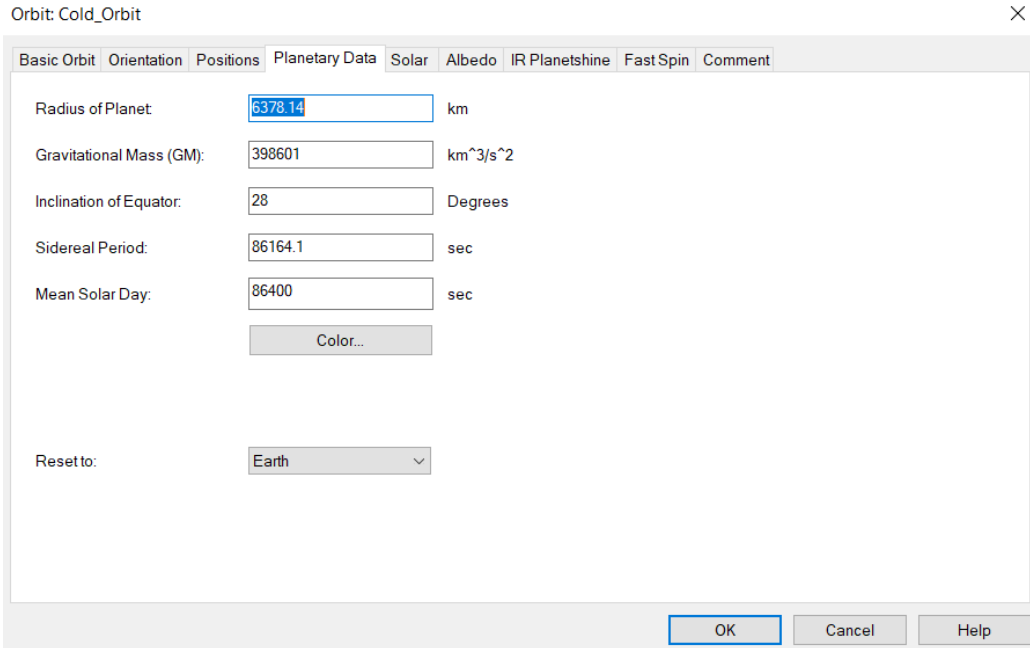 Orbit: Cold_Orbit
Basic Orbit Orientation Positions Planetary Data Solar Albedo IR Planetshine Fast Spin Comment
Radius of Planet: 6378.14 km
Gravitational Mass (GM): 398601 km^3/s^2
Inclination of Equator: 28 Degrees
Sidereal Period: 86164.1 sec
Mean Solar Day: 86400 sec
Color...
Reset to: Earth
OK Cancel Help